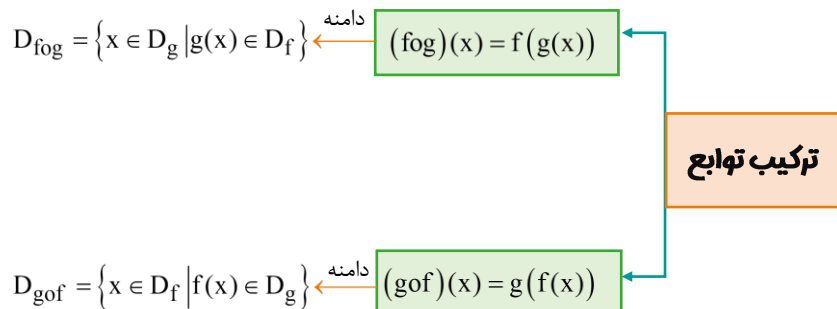 ترکیب توابع
(fog)(x) = f(g(x))
دامنه
D_fog = {x ∈ D_g | g(x) ∈ D_f}
(gof)(x) = g(f(x))
دامنه
D_gof = {x ∈ D_f | f(x) ∈ D_g}